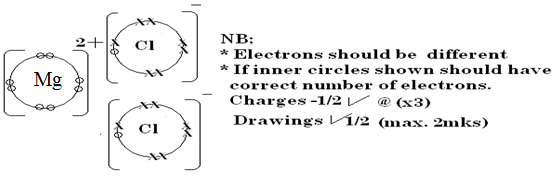 Mg
2+
Cl
-
Cl
-
NB:
* Electrons should be different
* If inner circles shown should have
correct number of electrons.
Charges -1/2 ✓ @ (x3)
Drawings ✓1/2 (max. 2mks)